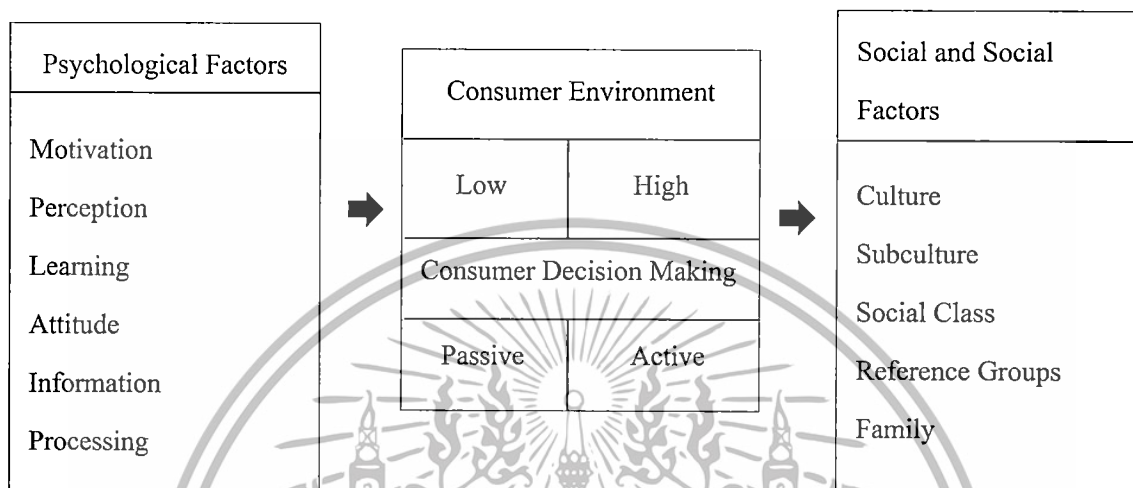 Psychological Factors
Motivation
Perception
Learning
Attitude
Information
Processing
Consumer Environment
Low High
Consumer Decision Making
Passive Active
Social and Social
Factors
Culture
Subculture
Social Class
Reference Groups
Family